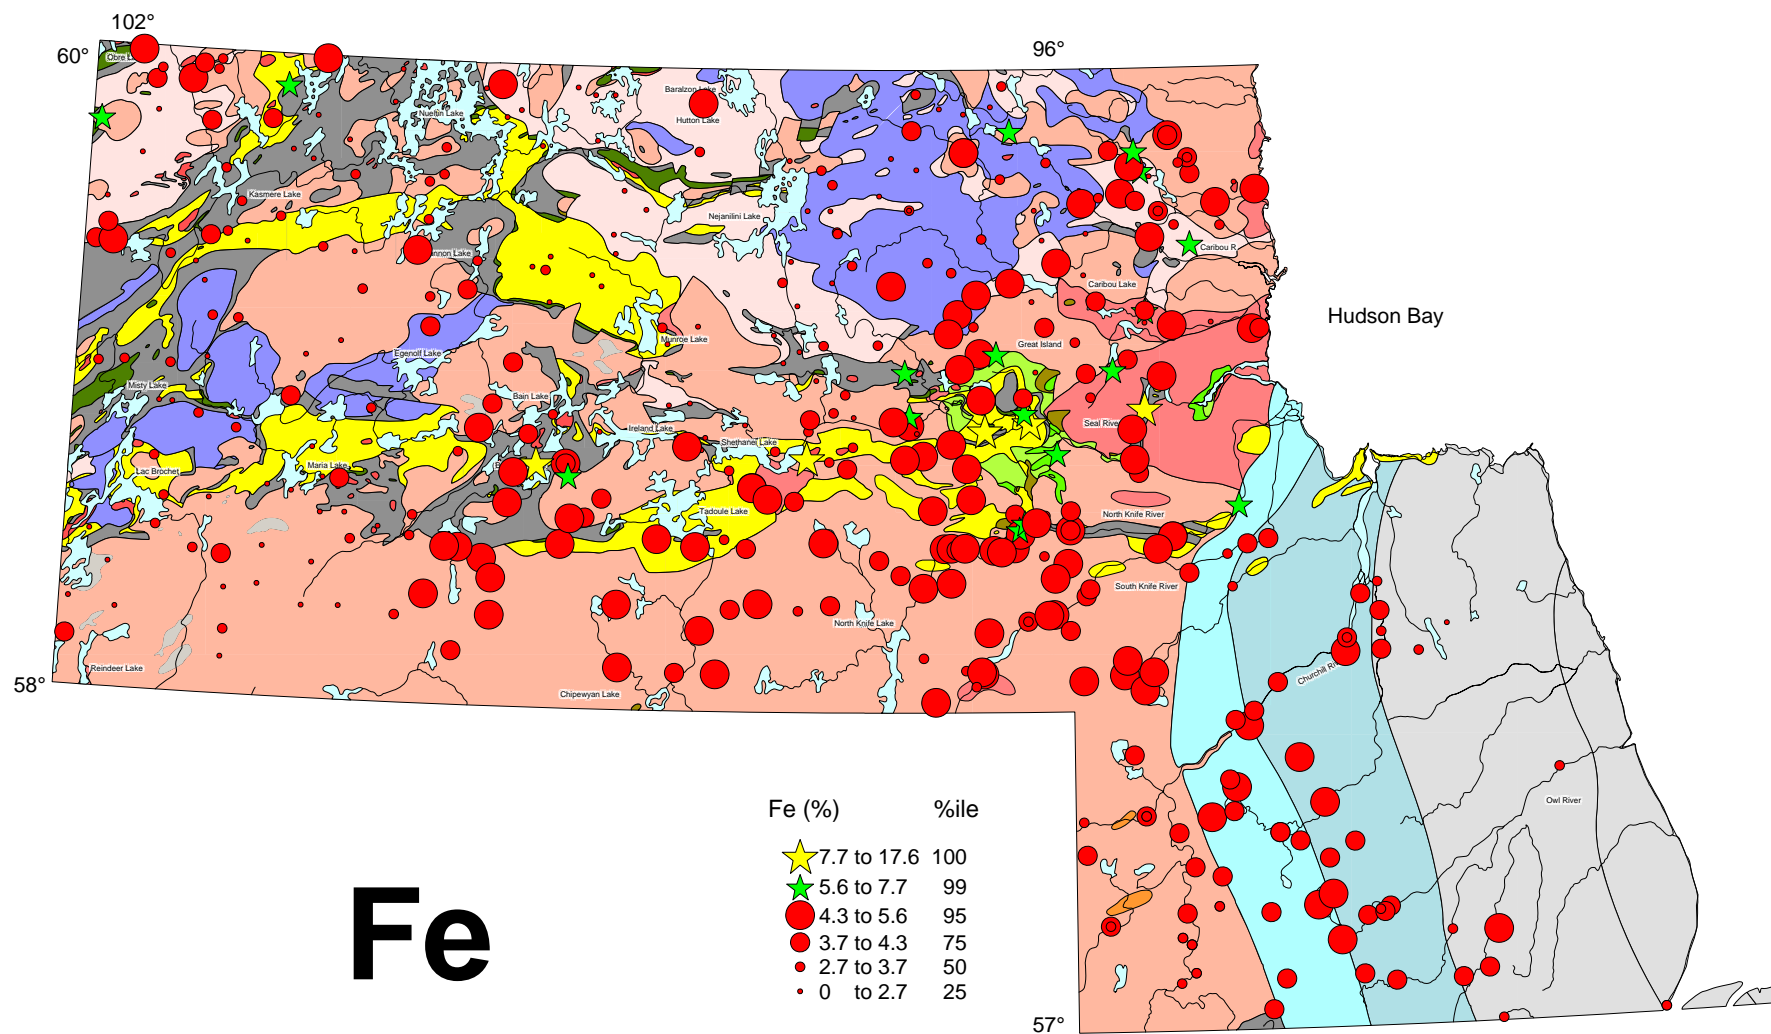 102°
60°
96°
Baralzon Lake
Nueltin Lake
Hutton Lake
Kasmere Lake
Nejanilini Lake
Caribou R
Caribou Lake
Hudson Bay
Munroe Lake
Great Island
Egenolf Lake
Misty Lake
Bain Lake
Seal River
Ireland Lake
Shethanei Lake
Lac Brochet
Maria Lake
Tadoule Lake
North Knife River
South Knife River
North Knife Lake
Reindeer Lake
58°
Chipewyan Lake
Churchill
Owl River
Fe (%) %ile
7.7 to 17.6 100
5.6 to 7.7 99
4.3 to 5.6 95
3.7 to 4.3 75
2.7 to 3.7 50
0 to 2.7 25
Fe
57°